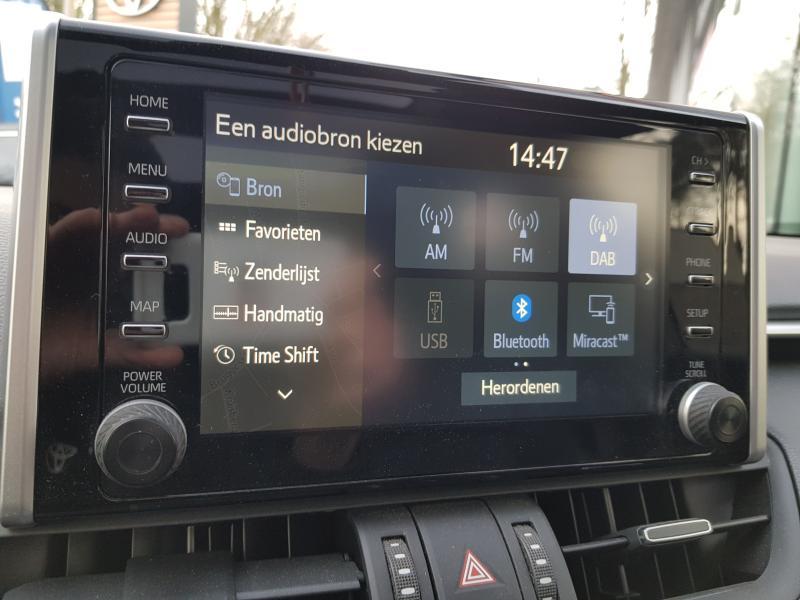 HOME
MENU
AUDIO
MAP
POWER
VOLUME
Een audiobron kiezen
14:47
Bron
Favorieten
Zenderlijst
Handmatig
Time Shift
AM
FM
DAB
USB
Bluetooth
Miracast™
Herordenen
CH >
PHONE
SETUP
TUNE
SCROLL